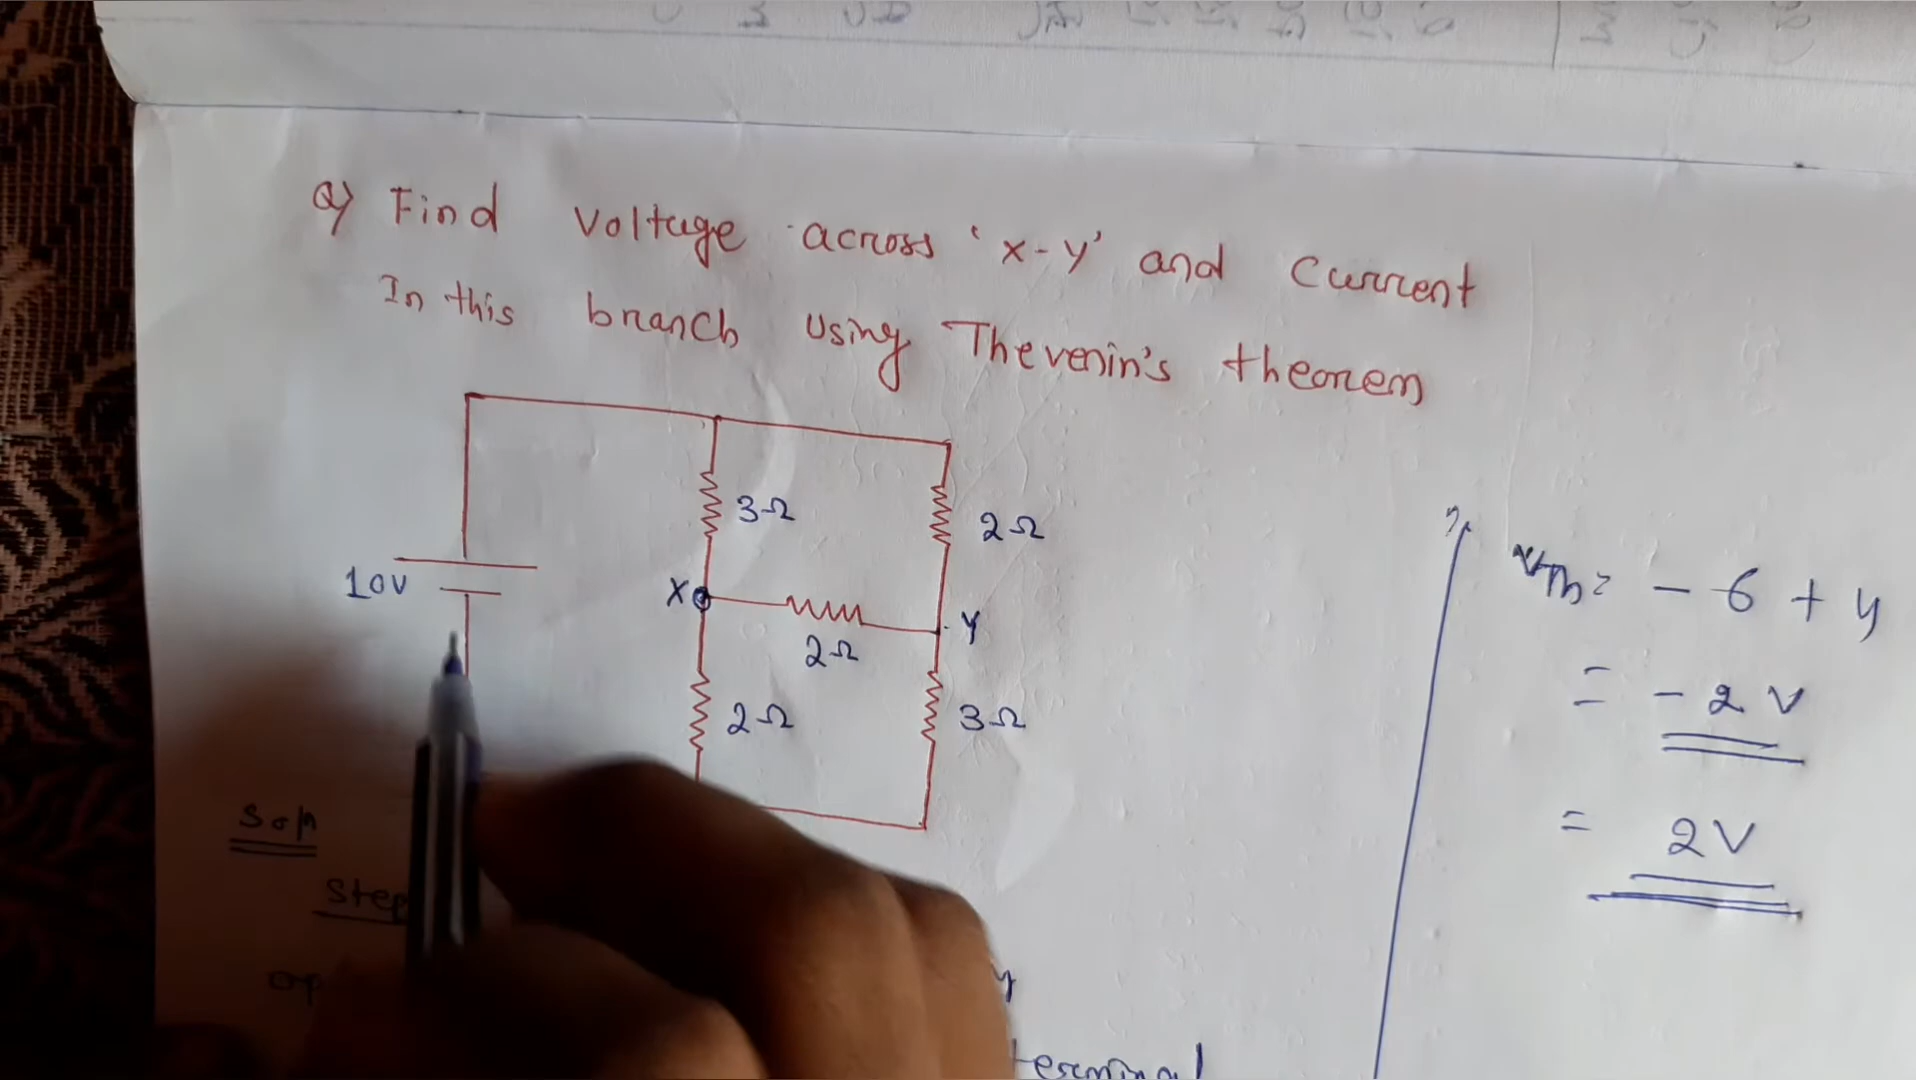 Q) Find Voltage across 'x-y' and Current
In this branch using Thevenin's theorem
3Ω
2Ω
10V
X
Y
2Ω
2Ω
3Ω
VTh = - 6 + 4
= - 2 V
= 2V
Soln
Step
op
y
terminal